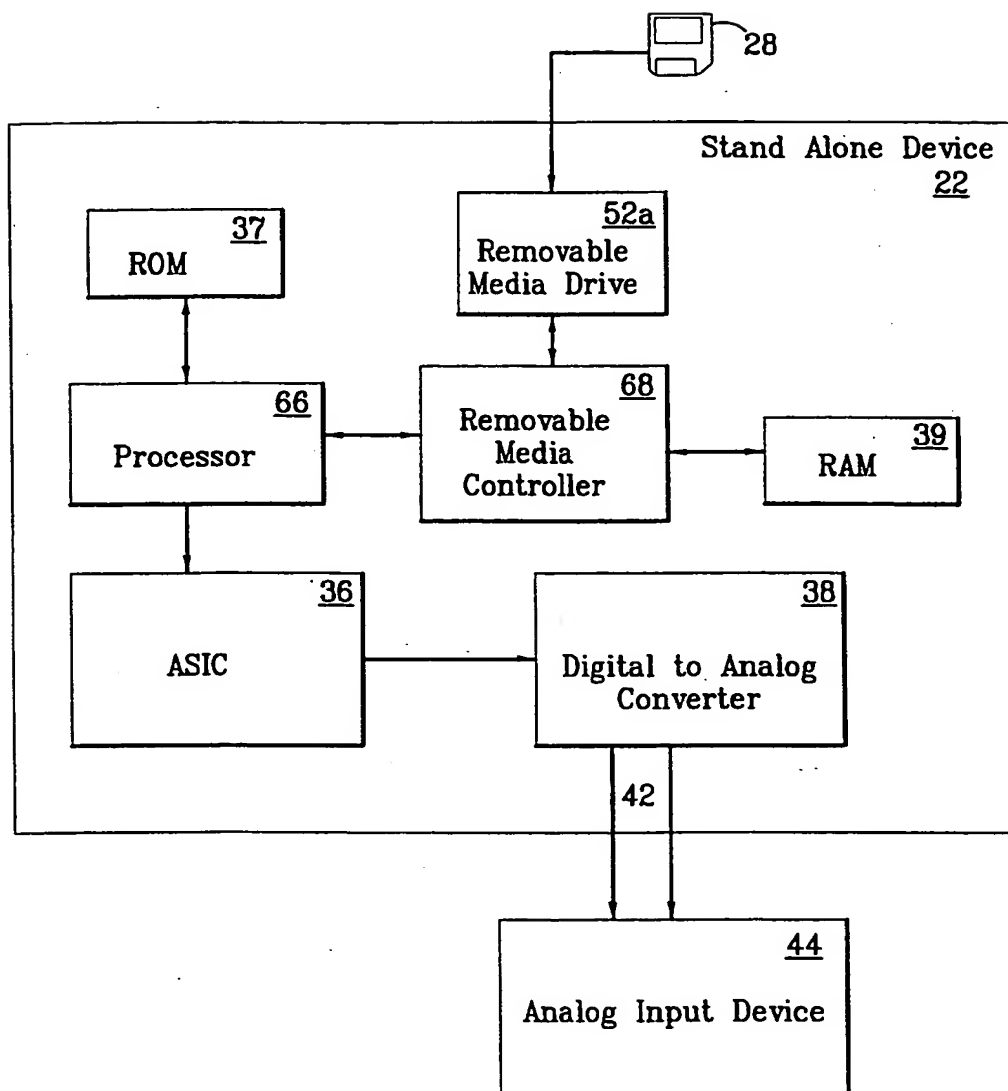 28
Stand Alone Device
22
37
ROM
52a
Removable
Media Drive
66
Processor
68
Removable
Media
Controller
39
RAM
36
ASIC
38
Digital to Analog
Converter
42
44
Analog Input Device